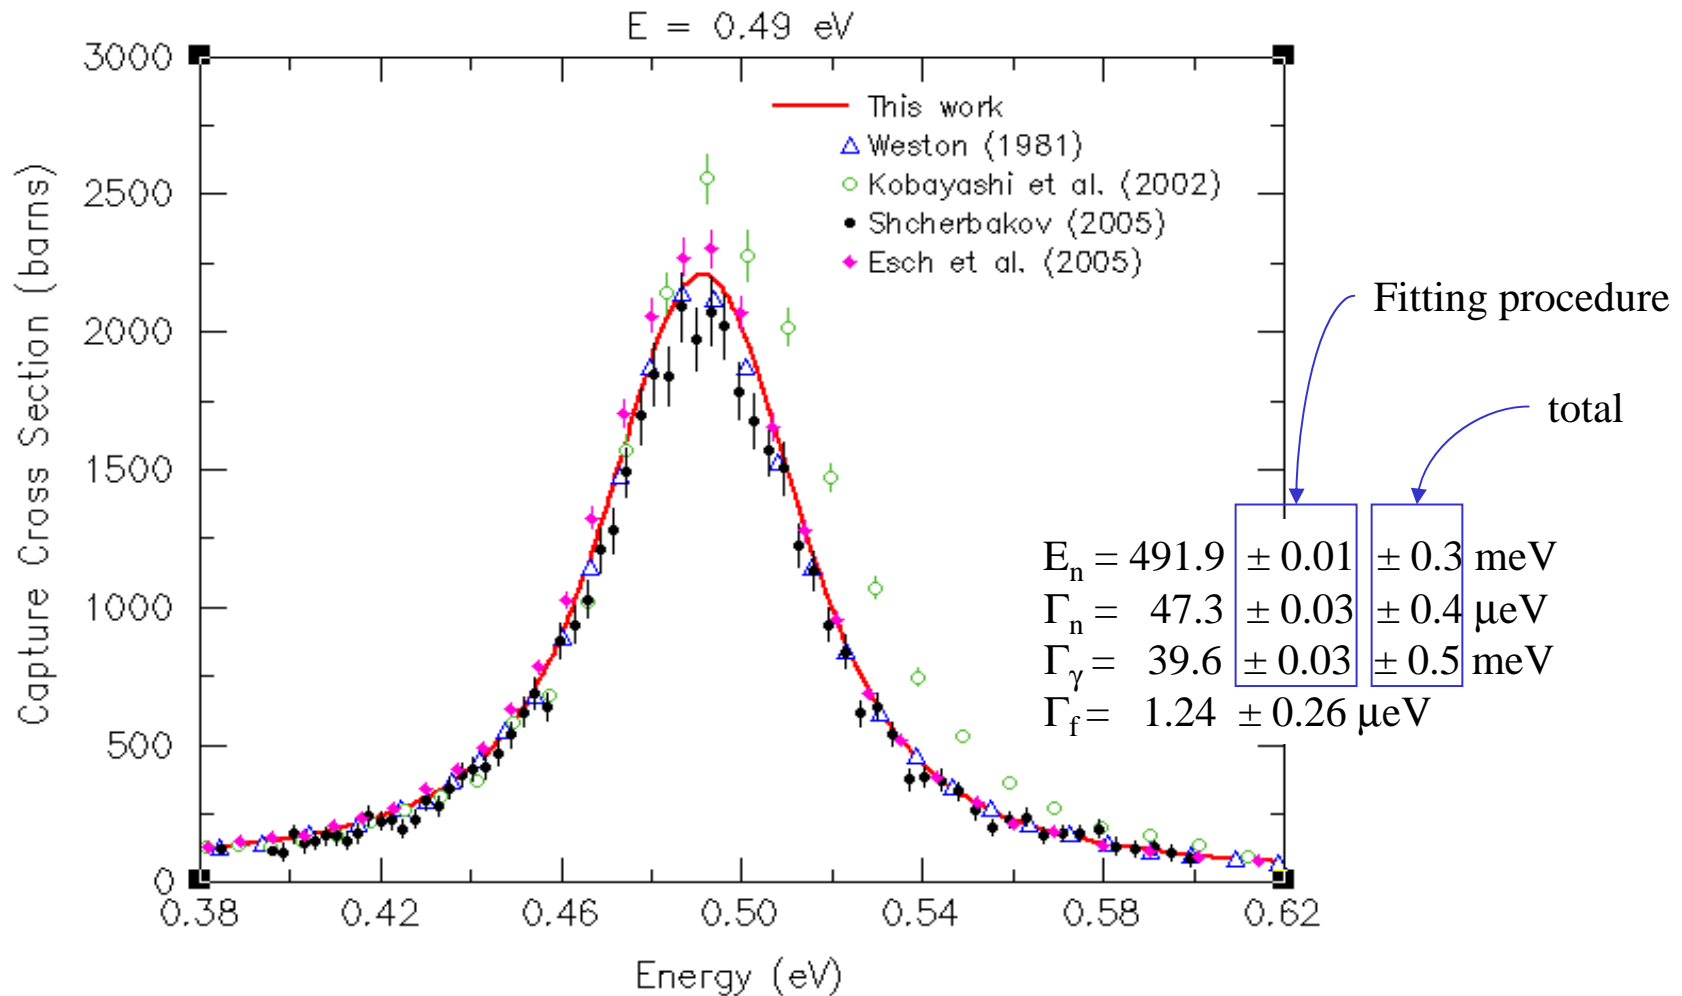 E = 0.49 eV
3000
2500
2000
1500
1000
500
0
Capture Cross Section (barns)
This work
Weston (1981)
Kobayashi et al. (2002)
Shcherbakov (2005)
Esch et al. (2005)
Fitting procedure
total
Eₙ = 491.9 ± 0.01 ± 0.3 meV
Γₙ = 47.3 ± 0.03 ± 0.4 µeV
Γᵧ = 39.6 ± 0.03 ± 0.5 meV
Γf = 1.24 ± 0.26 µeV
0.38 0.42 0.46 0.50 0.54 0.58 0.62
Energy (eV)